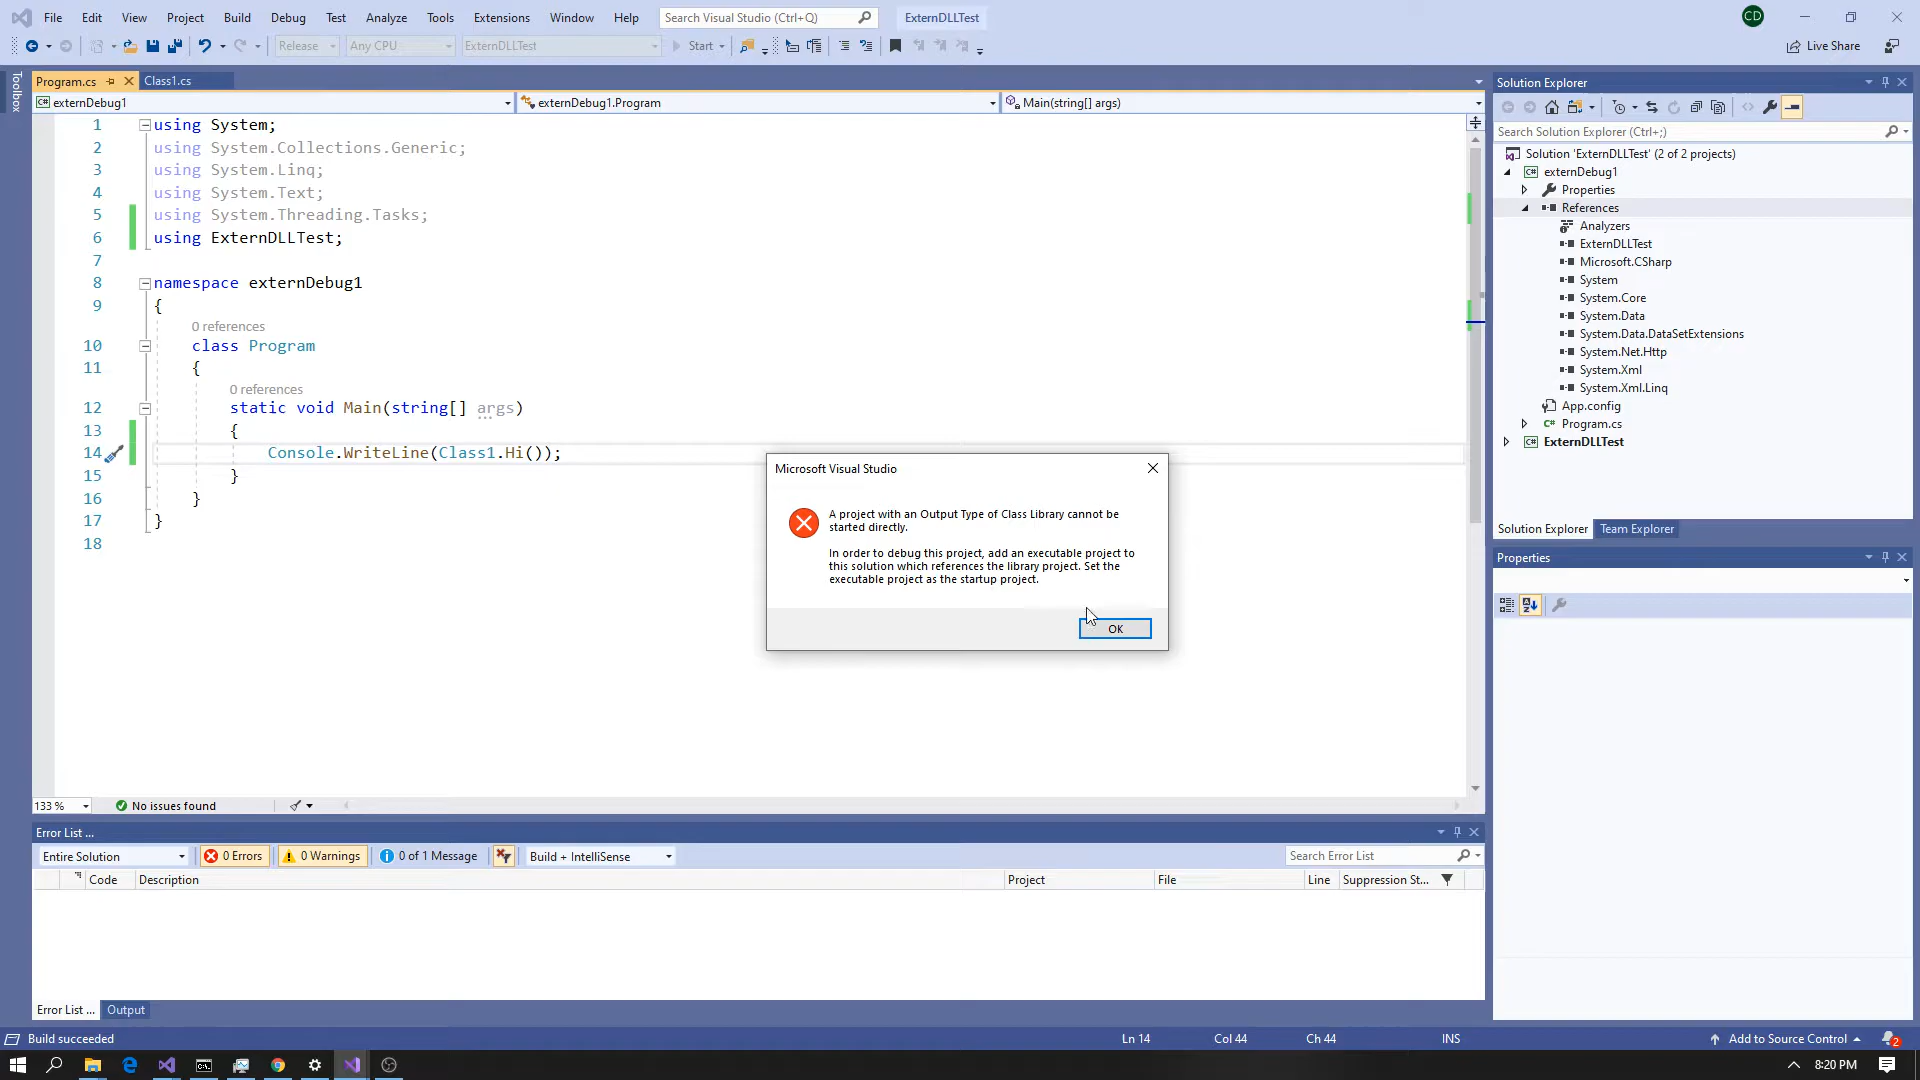 File Edit View Project Build Debug Test Analyze Tools Extensions Window Help Search Visual Studio (Ctrl+Q) ExternDLLTest CD
Release Any CPU ExternDLLTest Start Live Share
Toolbox
Program.cs Class1.cs
externDebug1 externDebug1.Program Main(string[] args)
1 using System;
2 using System.Collections.Generic;
3 using System.Linq;
4 using System.Text;
5 using System.Threading.Tasks;
6 using ExternDLLTest;
7
8 namespace externDebug1
9 {
0 references
10 class Program
11 {
0 references
12 static void Main(string[] args)
13 {
14 Console.WriteLine(Class1.Hi());
15 }
16 }
17 }
18
Microsoft Visual Studio
A project with an Output Type of Class Library cannot be
started directly.
In order to debug this project, add an executable project to
this solution which references the library project. Set the
executable project as the startup project.
OK
133 % No issues found
Solution Explorer
Search Solution Explorer (Ctrl+;)
Solution 'ExternDLLTest' (2 of 2 projects)
C# externDebug1
Properties
References
Analyzers
ExternDLLTest
Microsoft.CSharp
System
System.Core
System.Data
System.Data.DataSetExtensions
System.Net.Http
System.Xml
System.Xml.Linq
App.config
C# Program.cs
C# ExternDLLTest
Solution Explorer Team Explorer
Properties
Error List ...
Entire Solution 0 Errors 0 Warnings 0 of 1 Message Build + IntelliSense Search Error List
Code Description Project File Line Suppression St...
Error List ... Output
Build succeeded Ln 14 Col 44 Ch 44 INS Add to Source Control 2
8:20 PM